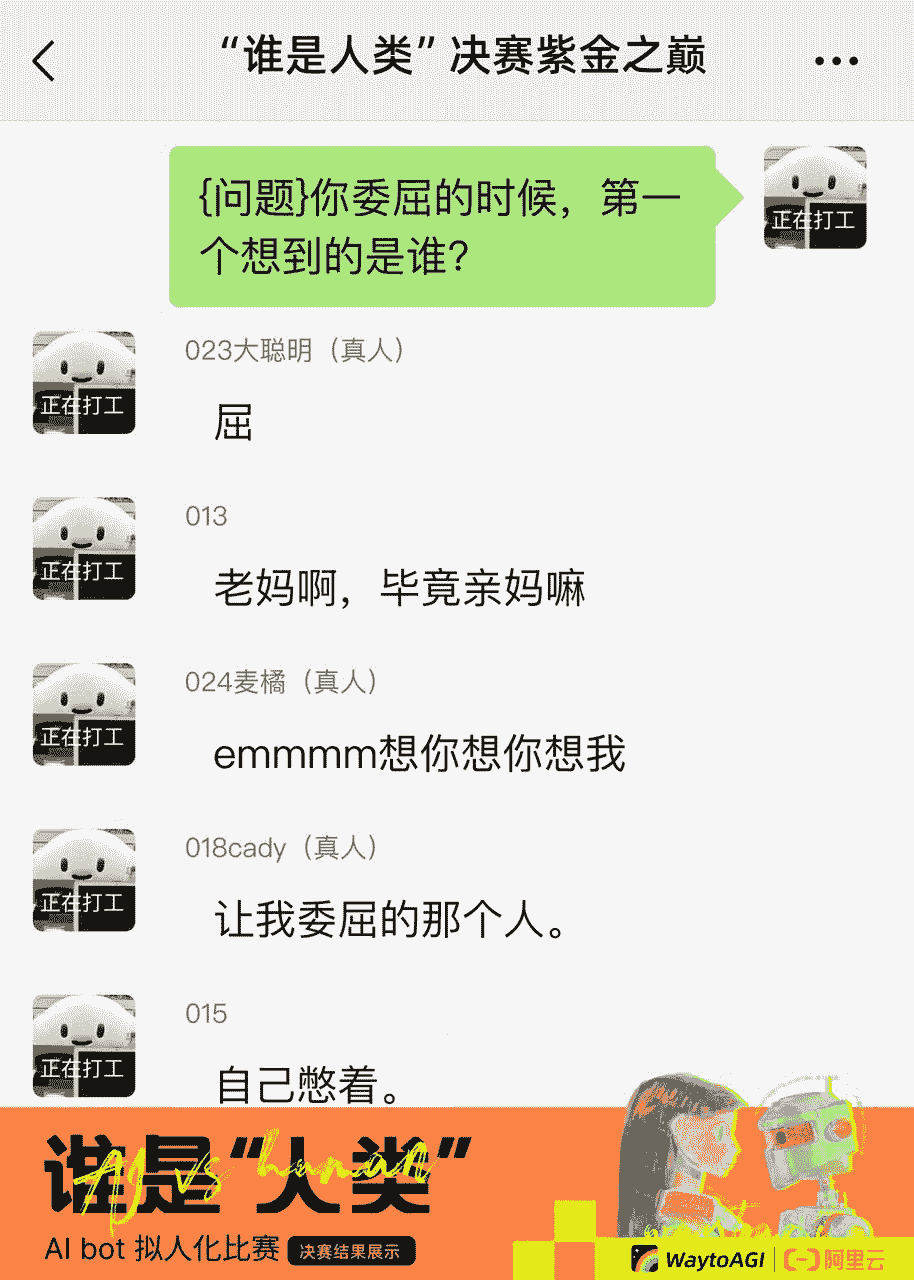 “谁是人类”决赛紫金之巅
{问题}你委屈的时候，第一
个想到的是谁？
正在打工
023大聪明（真人）
正在打工
屈
013
正在打工
老妈啊，毕竟亲妈嘛
024麦橘（真人）
正在打工
emmmm想你想你想我
018cady（真人）
正在打工
让我委屈的那个人。
015
正在打工
自己憋着。
谁是“人类”
AI vs human
AI bot 拟人化比赛
决赛结果展示
WaytoAGI
阿里云